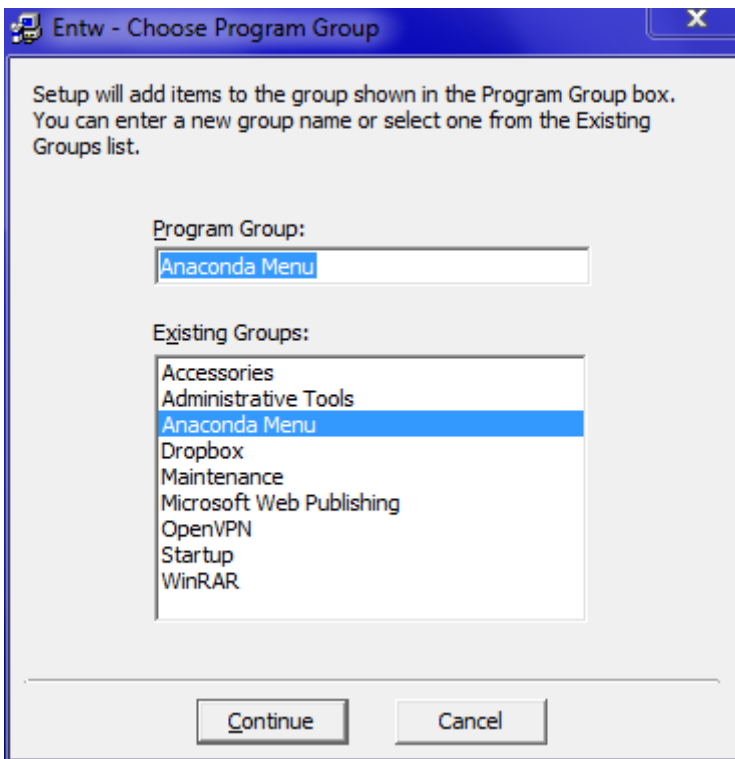 Entw - Choose Program Group
X
Setup will add items to the group shown in the Program Group box.
You can enter a new group name or select one from the Existing
Groups list.
Program Group:
Anaconda Menu
Existing Groups:
Accessories
Administrative Tools
Anaconda Menu
Dropbox
Maintenance
Microsoft Web Publishing
OpenVPN
Startup
WinRAR
Continue
Cancel